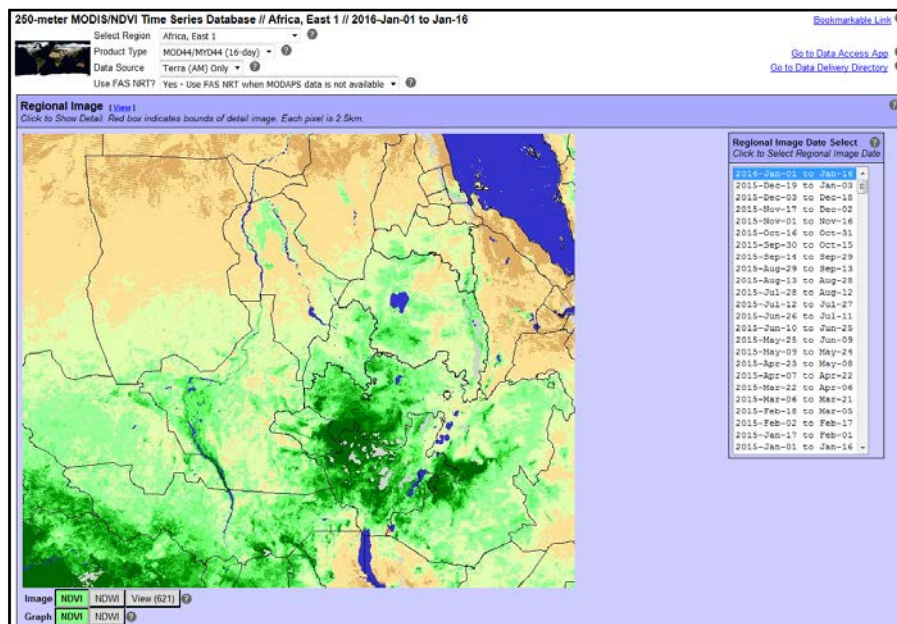 250-meter MODIS/NDVI Time Series Database // Africa, East 1 // 2016-Jan-01 to Jan-16
Bookmarkable Link
Select Region Africa, East 1 ?
Product Type MOD44/MYD44 (16-day) ?
Go to Data Access App
Data Source Terra (AM) Only ?
Go to Data Delivery Directory
Use FAS NRT? Yes - Use FAS NRT when MODAPS data is not available ?
Regional Image [ View ] ?
Click to Show Detail. Red box indicates bounds of detail image. Each pixel is 2.5km.
Regional Image Date Select ?
Click to Select Regional Image Date
2016-Jan-01 to Jan-16
2015-Dec-19 to Jan-03
2015-Dec-03 to Dec-18
2015-Nov-17 to Dec-02
2015-Nov-01 to Nov-16
2015-Oct-16 to Oct-31
2015-Sep-30 to Oct-15
2015-Sep-14 to Sep-29
2015-Aug-29 to Sep-13
2015-Aug-13 to Aug-28
2015-Jul-28 to Aug-12
2015-Jul-12 to Jul-27
2015-Jun-26 to Jul-11
2015-Jun-10 to Jun-25
2015-May-25 to Jun-09
2015-May-09 to May-24
2015-Apr-23 to May-08
2015-Apr-07 to Apr-22
2015-Mar-22 to Apr-06
2015-Mar-06 to Mar-21
2015-Feb-18 to Mar-05
2015-Feb-02 to Feb-17
2015-Jan-17 to Feb-01
2015-Jan-01 to Jan-16
Image NDVI NDWI View (621) ?
Graph NDVI NDWI ?